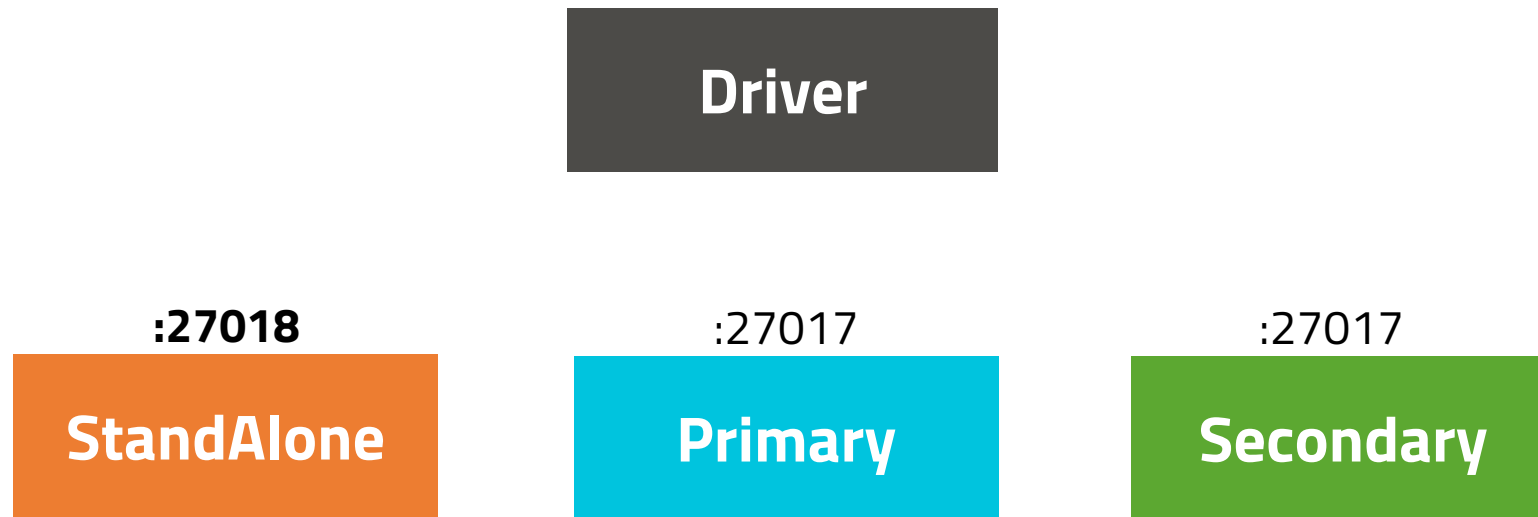 Driver
:27018
:27017
:27017
StandAlone
Primary
Secondary